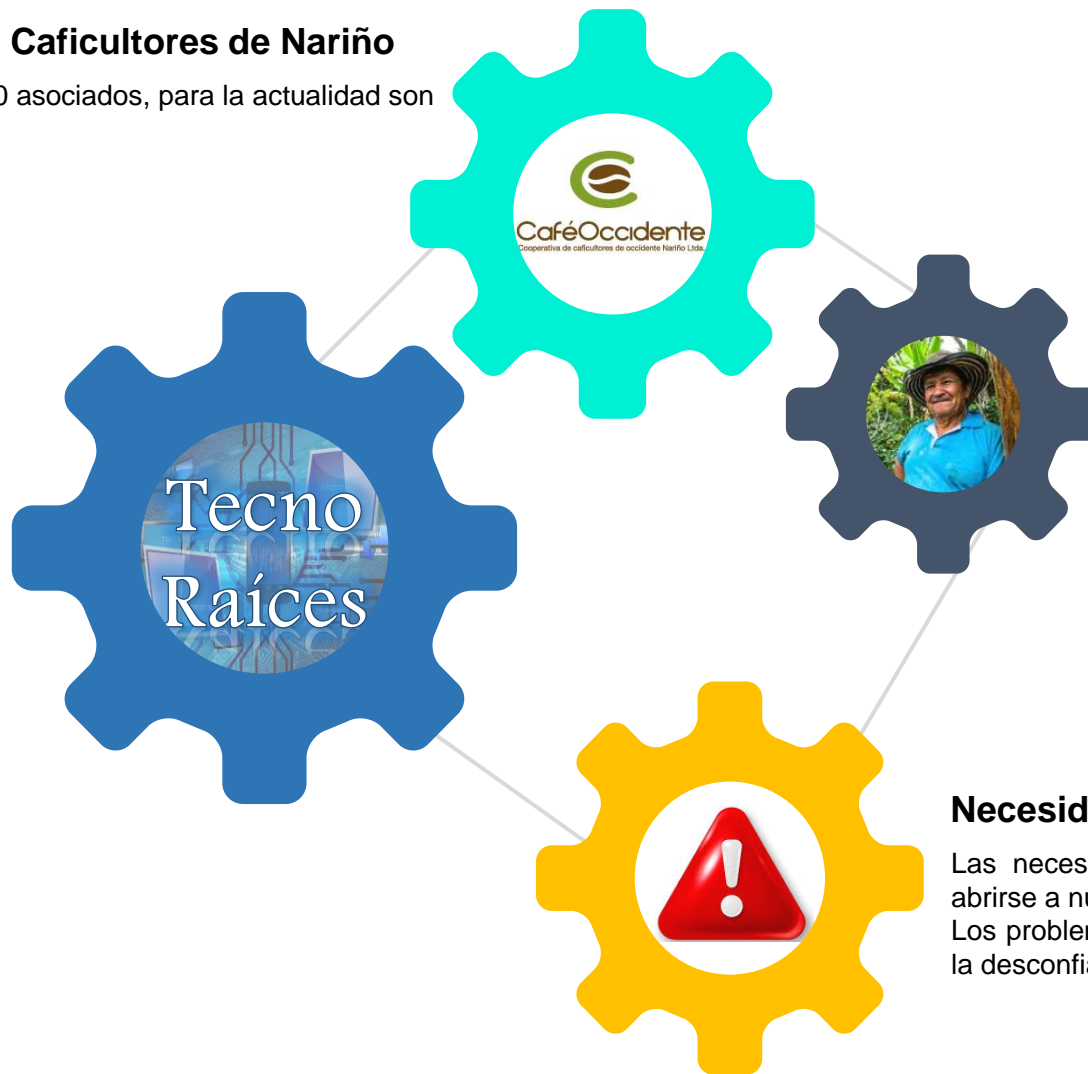 Caficultores de Nariño
0 asociados, para la actualidad son
CaféOccidente
Cooperativa de caficultores de occidente Nariño Ltda.
Tecno
Raíces
Necesid
Las neces
abrirse a nu
Los problem
la desconfia